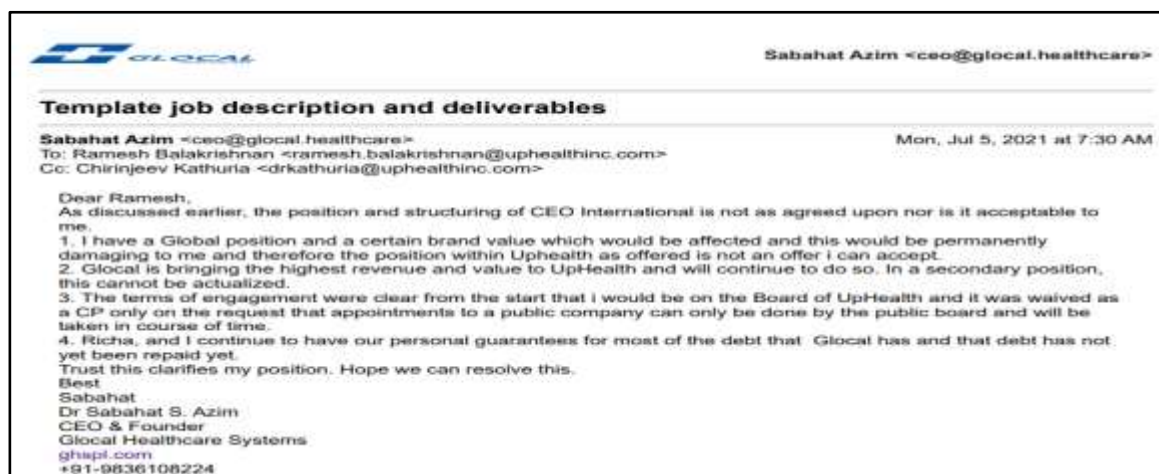 GLOCAL
Sabahat Azim <ceo@glocal.healthcare>
Template job description and deliverables
Sabahat Azim <ceo@glocal.healthcare>
Mon, Jul 5, 2021 at 7:30 AM
To: Ramesh Balakrishnan <ramesh.balakrishnan@uphealthinc.com>
Cc: Chirinjeev Kathuria <drkathuria@uphealthinc.com>
Dear Ramesh,
As discussed earlier, the position and structuring of CEO International is not as agreed upon nor is it acceptable to
me.
1. I have a Global position and a certain brand value which would be affected and this would be permanently
damaging to me and therefore the position within Uphealth as offered is not an offer i can accept.
2. Glocal is bringing the highest revenue and value to UpHealth and will continue to do so. In a secondary position,
this cannot be actualized.
3. The terms of engagement were clear from the start that i would be on the Board of UpHealth and it was waived as
a CP only on the request that appointments to a public company can only be done by the public board and will be
taken in course of time.
4. Richa, and I continue to have our personal guarantees for most of the debt that Glocal has and that debt has not
yet been repaid yet.
Trust this clarifies my position. Hope we can resolve this.
Best
Sabahat
Dr Sabahat S. Azim
CEO & Founder
Glocal Healthcare Systems
ghspl.com
+91-9836108224